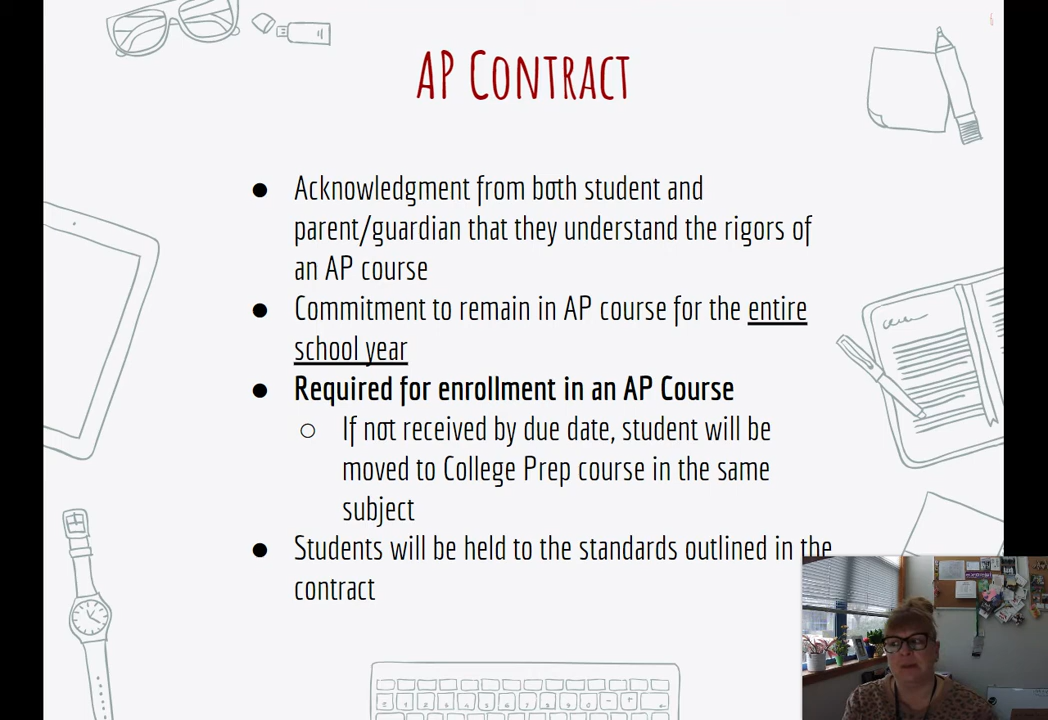 6
AP Contract
● Acknowledgment from both student and
parent/guardian that they understand the rigors of
an AP course
● Commitment to remain in AP course for the entire
school year
● Required for enrollment in an AP Course
○ If not received by due date, student will be
moved to College Prep course in the same
subject
● Students will be held to the standards outlined in the
contract